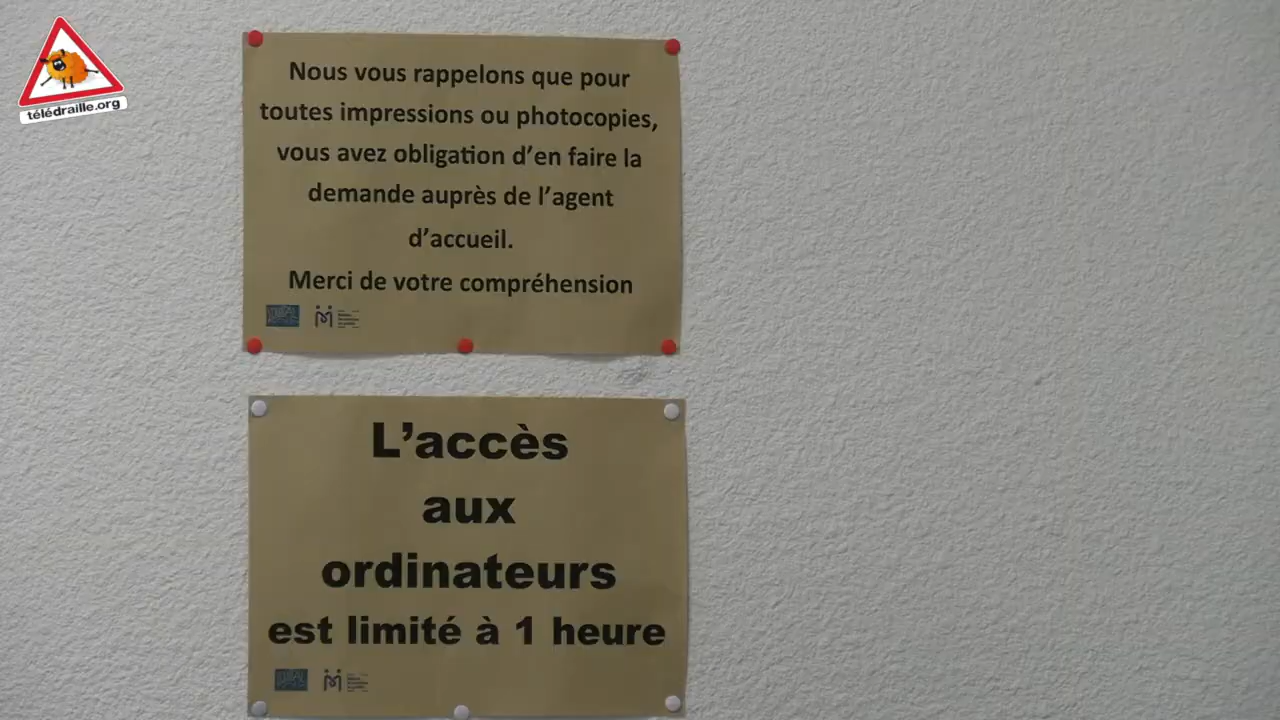 télédraille.org
Nous vous rappelons que pour
toutes impressions ou photocopies,
vous avez obligation d’en faire la
demande auprès de l’agent
d’accueil.
Merci de votre compréhension
L’accès
aux
ordinateurs
est limité à 1 heure